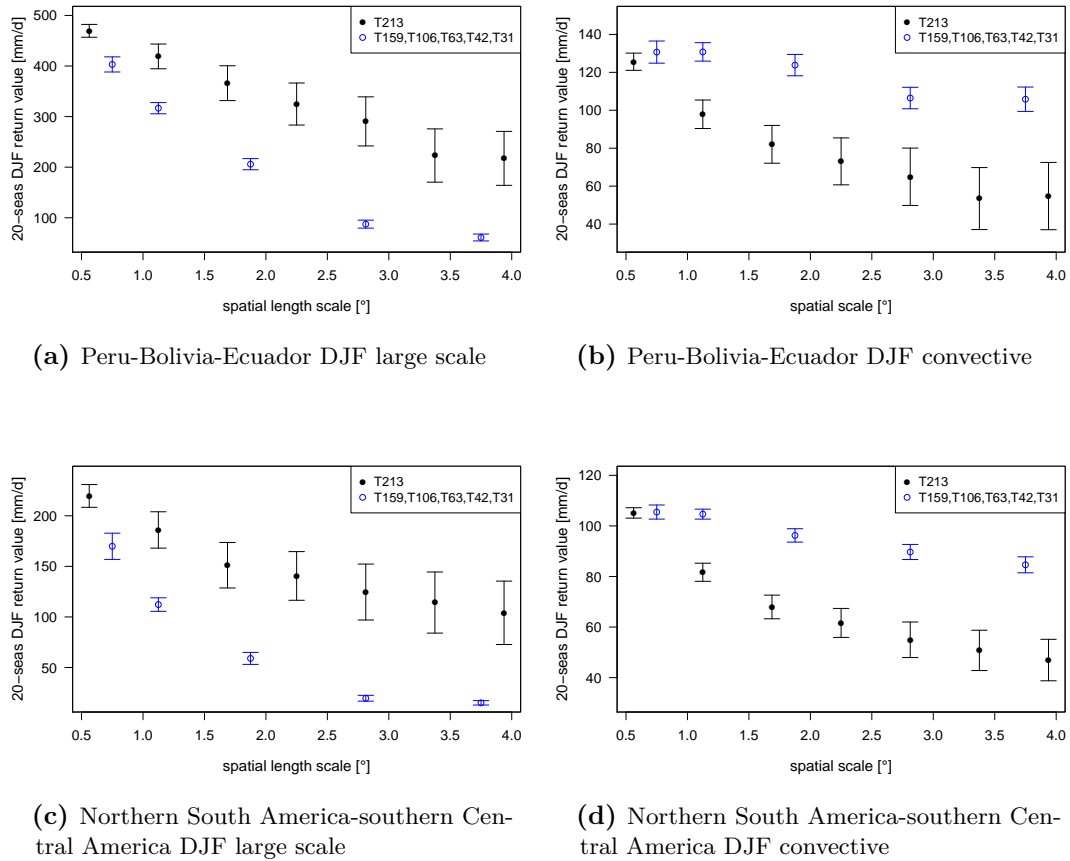 500
400
300
200
100
20−seas DJF return value [mm/d]
T213
T159,T106,T63,T42,T31
0.5 1.0 1.5 2.0 2.5 3.0 3.5 4.0
spatial length scale [°]
(a) Peru-Bolivia-Ecuador DJF large scale
140
120
100
80
60
40
20−seas DJF return value [mm/d]
T213
T159,T106,T63,T42,T31
0.5 1.0 1.5 2.0 2.5 3.0 3.5 4.0
spatial scale [°]
(b) Peru-Bolivia-Ecuador DJF convective
200
150
100
50
20−seas DJF return value [mm/d]
T213
T159,T106,T63,T42,T31
0.5 1.0 1.5 2.0 2.5 3.0 3.5 4.0
spatial length scale [°]
(c) Northern South America-southern Cen-
tral America DJF large scale
120
100
80
60
40
20−seas DJF return value [mm/d]
T213
T159,T106,T63,T42,T31
0.5 1.0 1.5 2.0 2.5 3.0 3.5 4.0
spatial scale [°]
(d) Northern South America-southern Cen-
tral America DJF convective